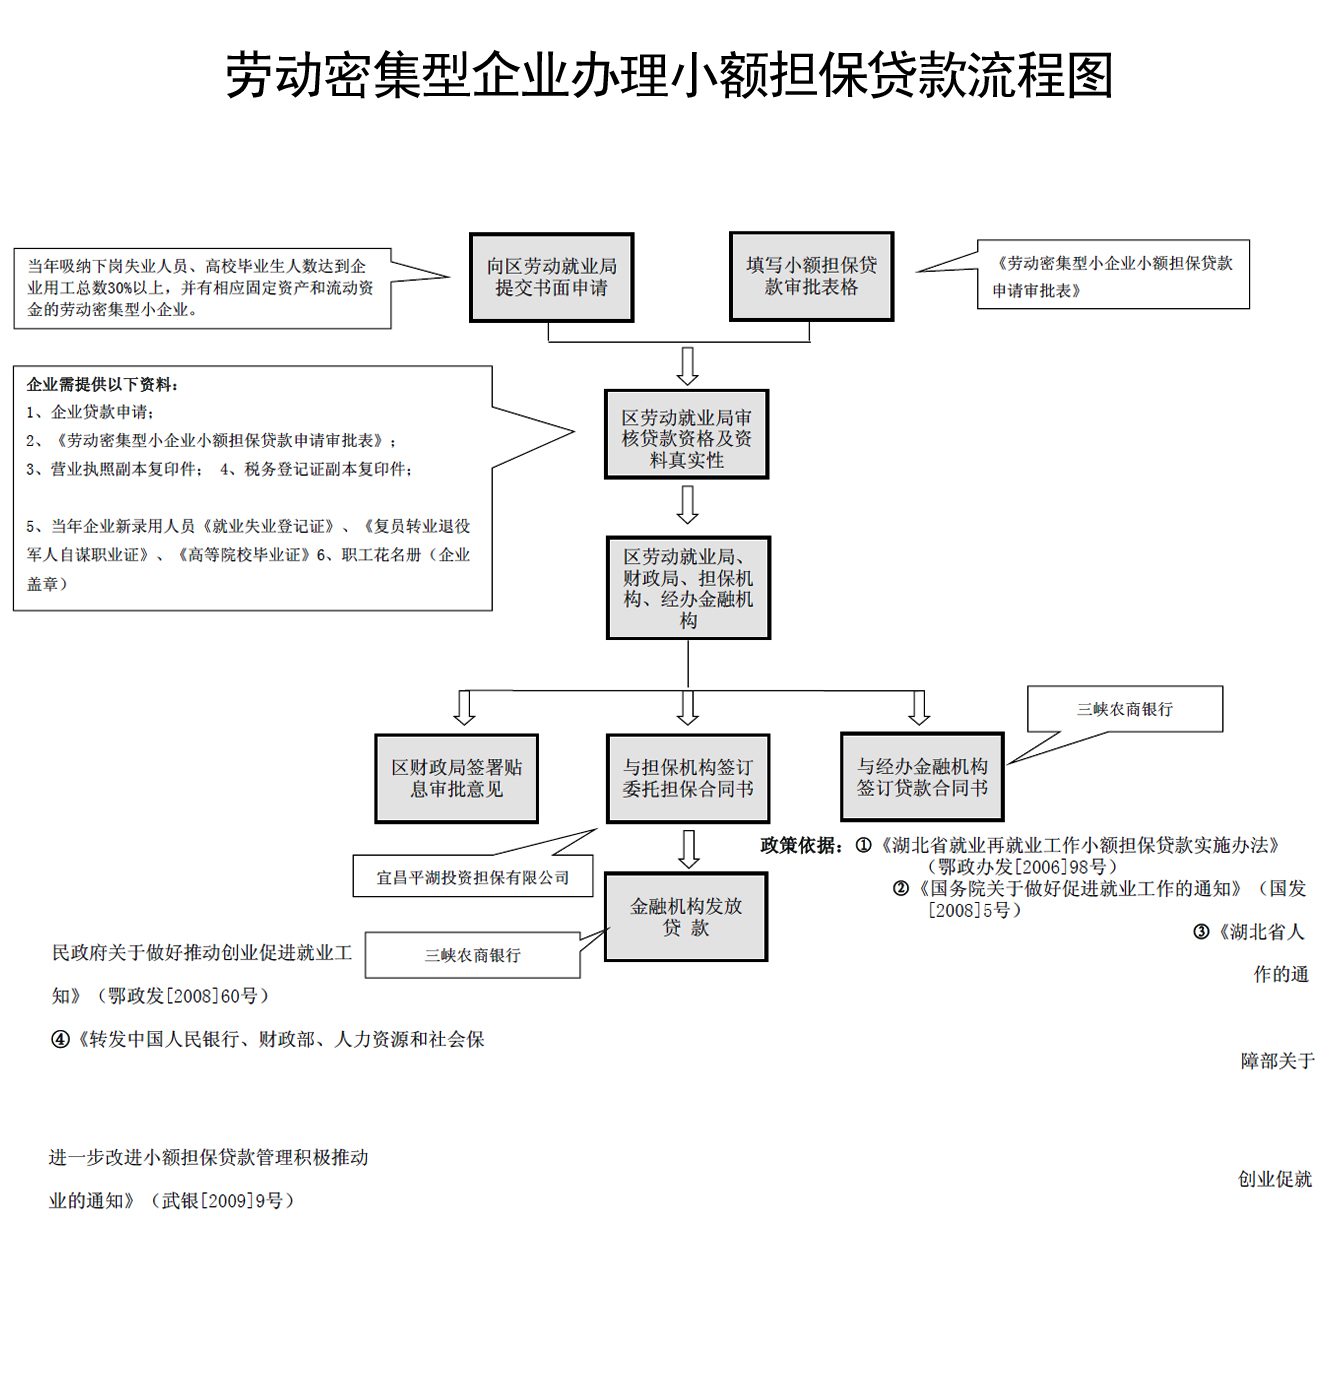 劳动密集型企业办理小额担保贷款流程图
当年吸纳下岗失业人员、高校毕业生人数达到企
业用工总数30%以上，并有相应固定资产和流动资
金的劳动密集型小企业。
向区劳动就业局
提交书面申请
填写小额担保贷
款审批表格
《劳动密集型小企业小额担保贷款
申请审批表》
企业需提供以下资料：
1、企业贷款申请；
2、《劳动密集型小企业小额担保贷款申请审批表》；
3、营业执照副本复印件； 4、税务登记证副本复印件；
5、当年企业新录用人员《就业失业登记证》、《复员转业退役
军人自谋职业证》、《高等院校毕业证》6、职工花名册（企业
盖章）
区劳动就业局审
核贷款资格及资
料真实性
区劳动就业局、
财政局、担保机
构、经办金融机
构
三峡农商银行
区财政局签署贴
息审批意见
与担保机构签订
委托担保合同书
与经办金融机构
签订贷款合同书
政策依据：①《湖北省就业再就业工作小额担保贷款实施办法》
（鄂政办发[2006]98号）
②《国务院关于做好促进就业工作的通知》（国发
[2008]5号）
宜昌平湖投资担保有限公司
金融机构发放
贷 款
三峡农商银行
③《湖北省人
民政府关于做好推动创业促进就业工
作的通
知》（鄂政发[2008]60号）
④《转发中国人民银行、财政部、人力资源和社会保
障部关于
进一步改进小额担保贷款管理积极推动
创业促就
业的通知》（武银[2009]9号）